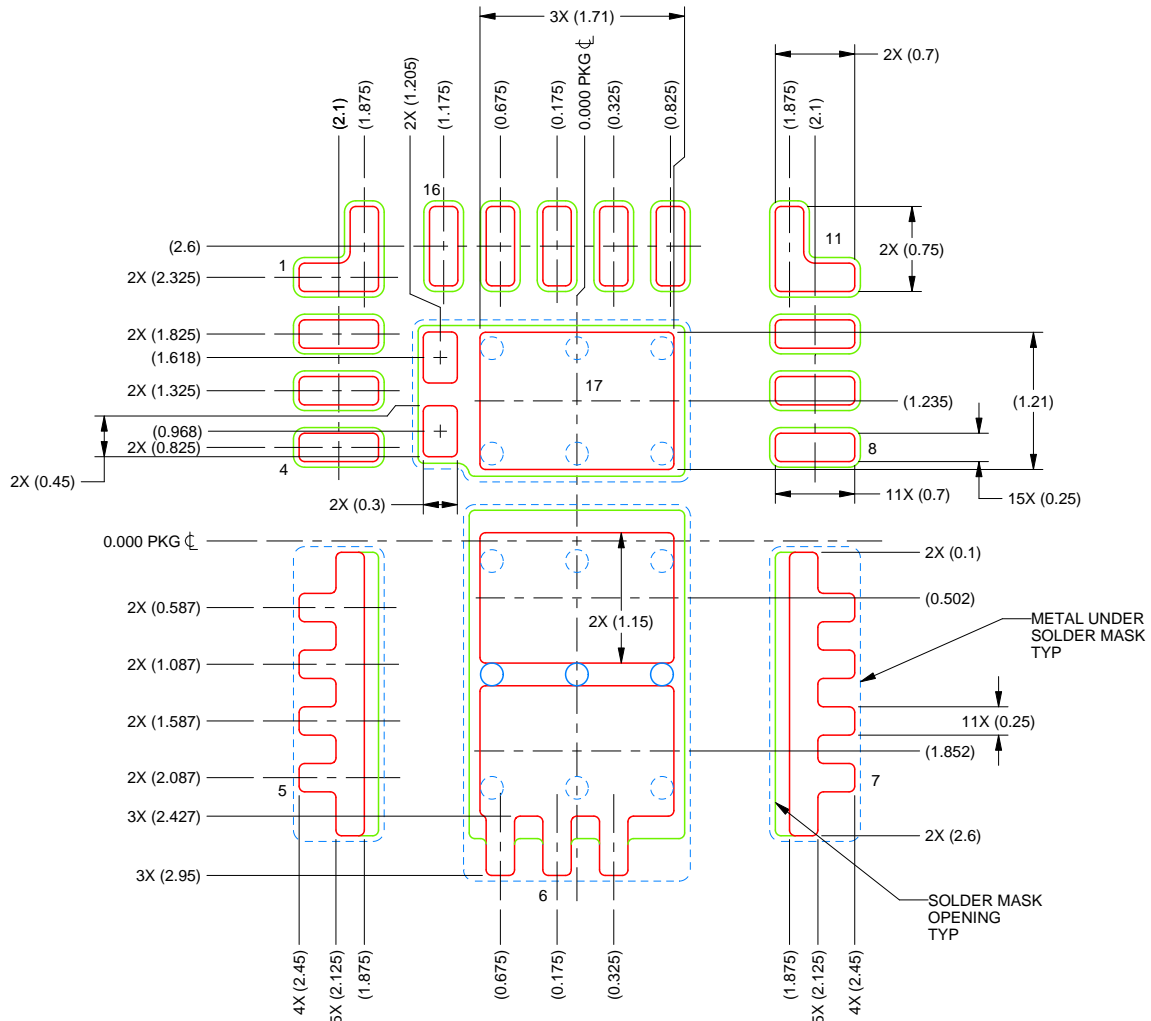 3X (1.71)
2X (0.7)
(2.1)
(1.875)
2X (1.205)
(1.175)
(0.675)
(0.175)
0.000 PKG ℄
(0.325)
(0.825)
(1.875)
(2.1)
16
(2.6)
1
11
2X (0.75)
2X (2.325)
2X (1.825)
(1.618)
17
2X (1.325)
(1.235)
(1.21)
(0.968)
2X (0.825)
4
8
2X (0.45)
2X (0.3)
11X (0.7)
15X (0.25)
0.000 PKG ℄
2X (0.1)
2X (0.587)
(0.502)
2X (1.15)
METAL UNDER
SOLDER MASK
TYP
2X (1.087)
2X (1.587)
11X (0.25)
(1.852)
2X (2.087)
5
7
3X (2.427)
2X (2.6)
3X (2.95)
6
SOLDER MASK
OPENING
TYP
4X (2.45)
(2.125)
(1.875)
(0.675)
(0.175)
(0.325)
(1.875)
(2.125)
4X (2.45)